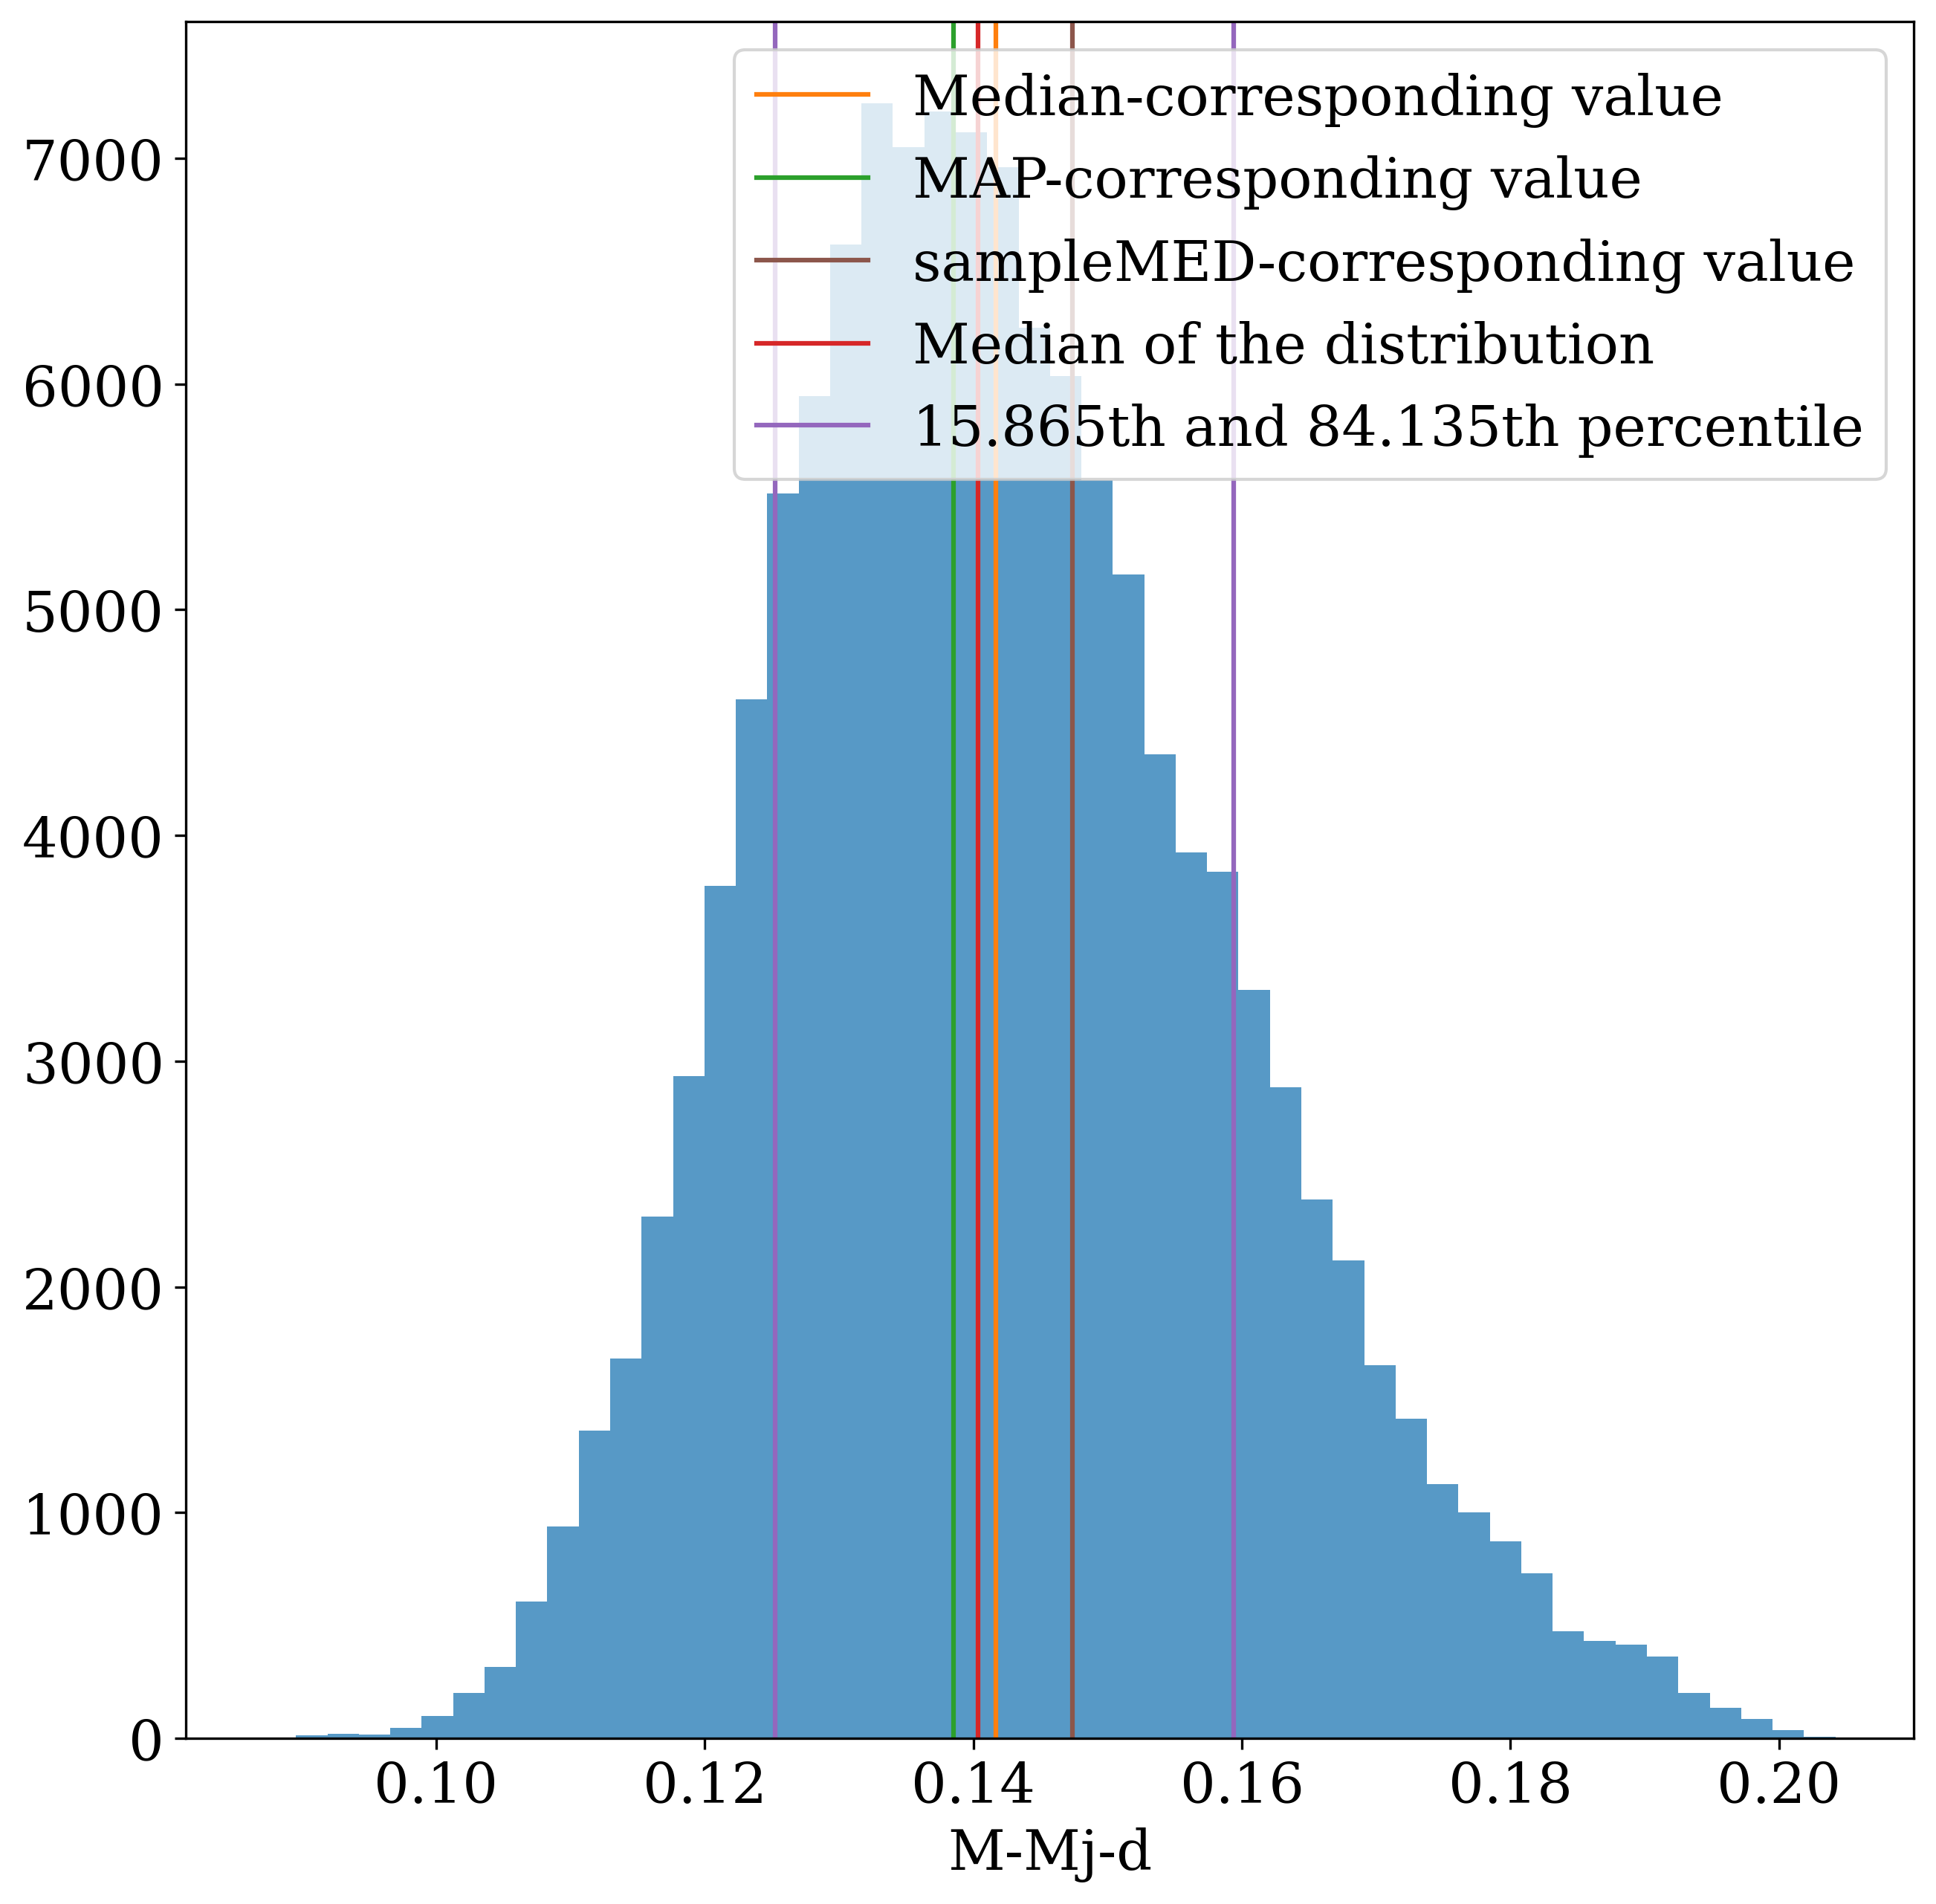 Median-corresponding value
MAP-corresponding value
sampleMED-corresponding value
Median of the distribution
15.865th and 84.135th percentile
7000
6000
5000
4000
3000
2000
1000
0
0.10 0.12 0.14 0.16 0.18 0.20
M-Mj-d